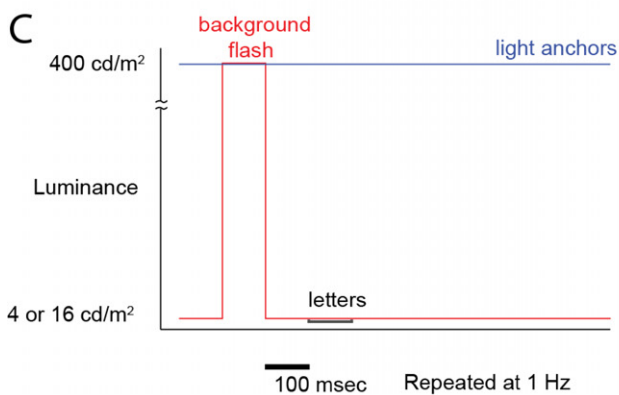 C
background
flash
light anchors
400 cd/m²
Luminance
letters
4 or 16 cd/m²
100 msec
Repeated at 1 Hz